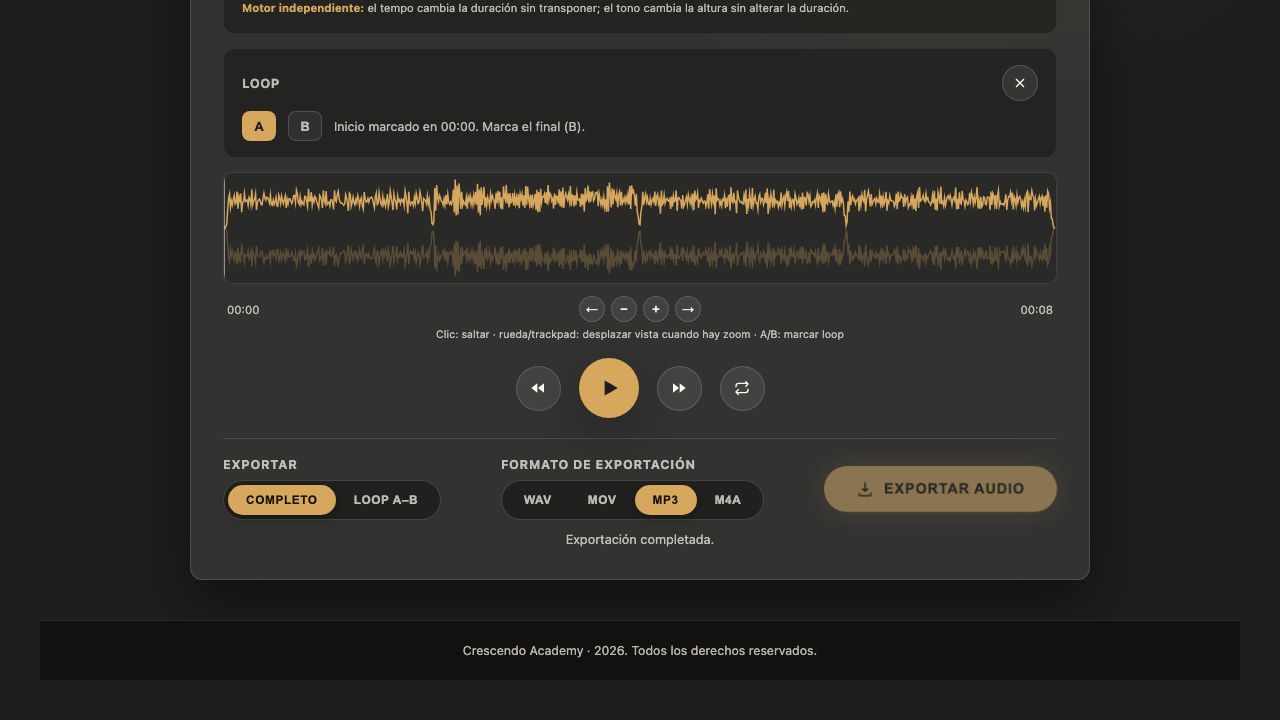 Motor independiente: el tempo cambia la duración sin transponer; el tono cambia la altura sin alterar la duración.
LOOP
A B Inicio marcado en 00:00. Marca el final (B).
00:00 00:08
Clic: saltar · rueda/trackpad: desplazar vista cuando hay zoom · A/B: marcar loop
EXPORTAR FORMATO DE EXPORTACIÓN
COMPLETO LOOP A–B WAV MOV MP3 M4A EXPORTAR AUDIO
Exportación completada.
Crescendo Academy · 2026. Todos los derechos reservados.